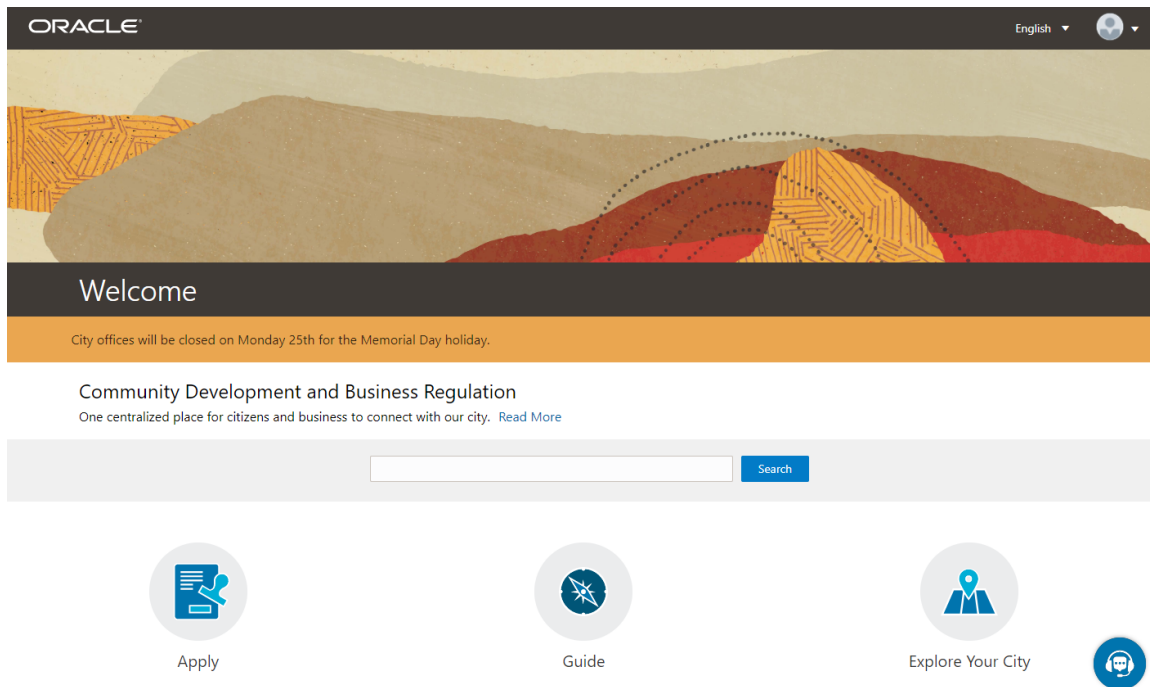 ORACLE
English
Welcome
City offices will be closed on Monday 25th for the Memorial Day holiday.
Community Development and Business Regulation
One centralized place for citizens and business to connect with our city. Read More
Search
Apply
Guide
Explore Your City